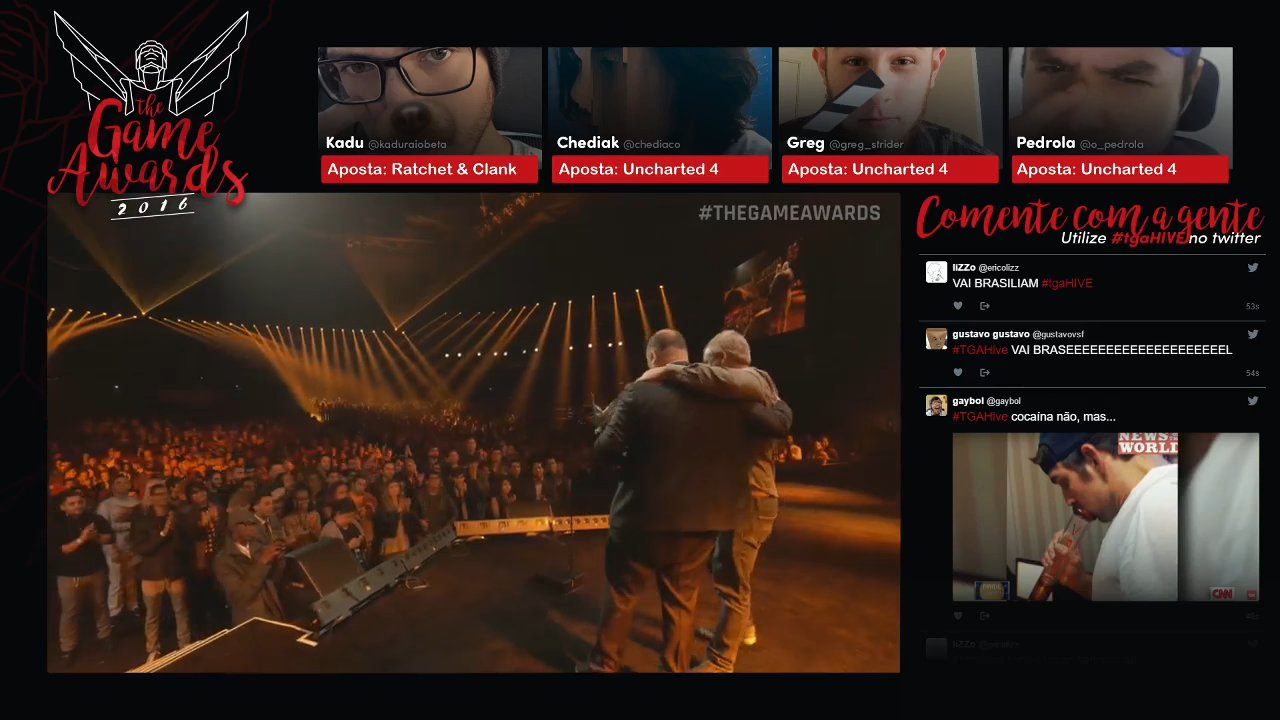 the
Game
Awards
2016
Kadu @kaduraiobeta
Aposta: Ratchet & Clank
Chediak @chediaco
Aposta: Uncharted 4
Greg @greg_strider
Aposta: Uncharted 4
Pedrola @o_pedrola
Aposta: Uncharted 4
#THEGAMEAWARDS
Comente com a gente
Utilize #tgaHIVE no twitter
liZZo @ericolizz
VAI BRASILIAM #tgaHIVE
53s
gustavo gustavo @gustavovsf
#TGAHive VAI BRASEEEEEEEEEEEEEEEEEEEEL
54s
gaybol @gaybol
#TGAHive cocaína não, mas...
NEWS
WORLD
PRIDE
CNN
liZZo